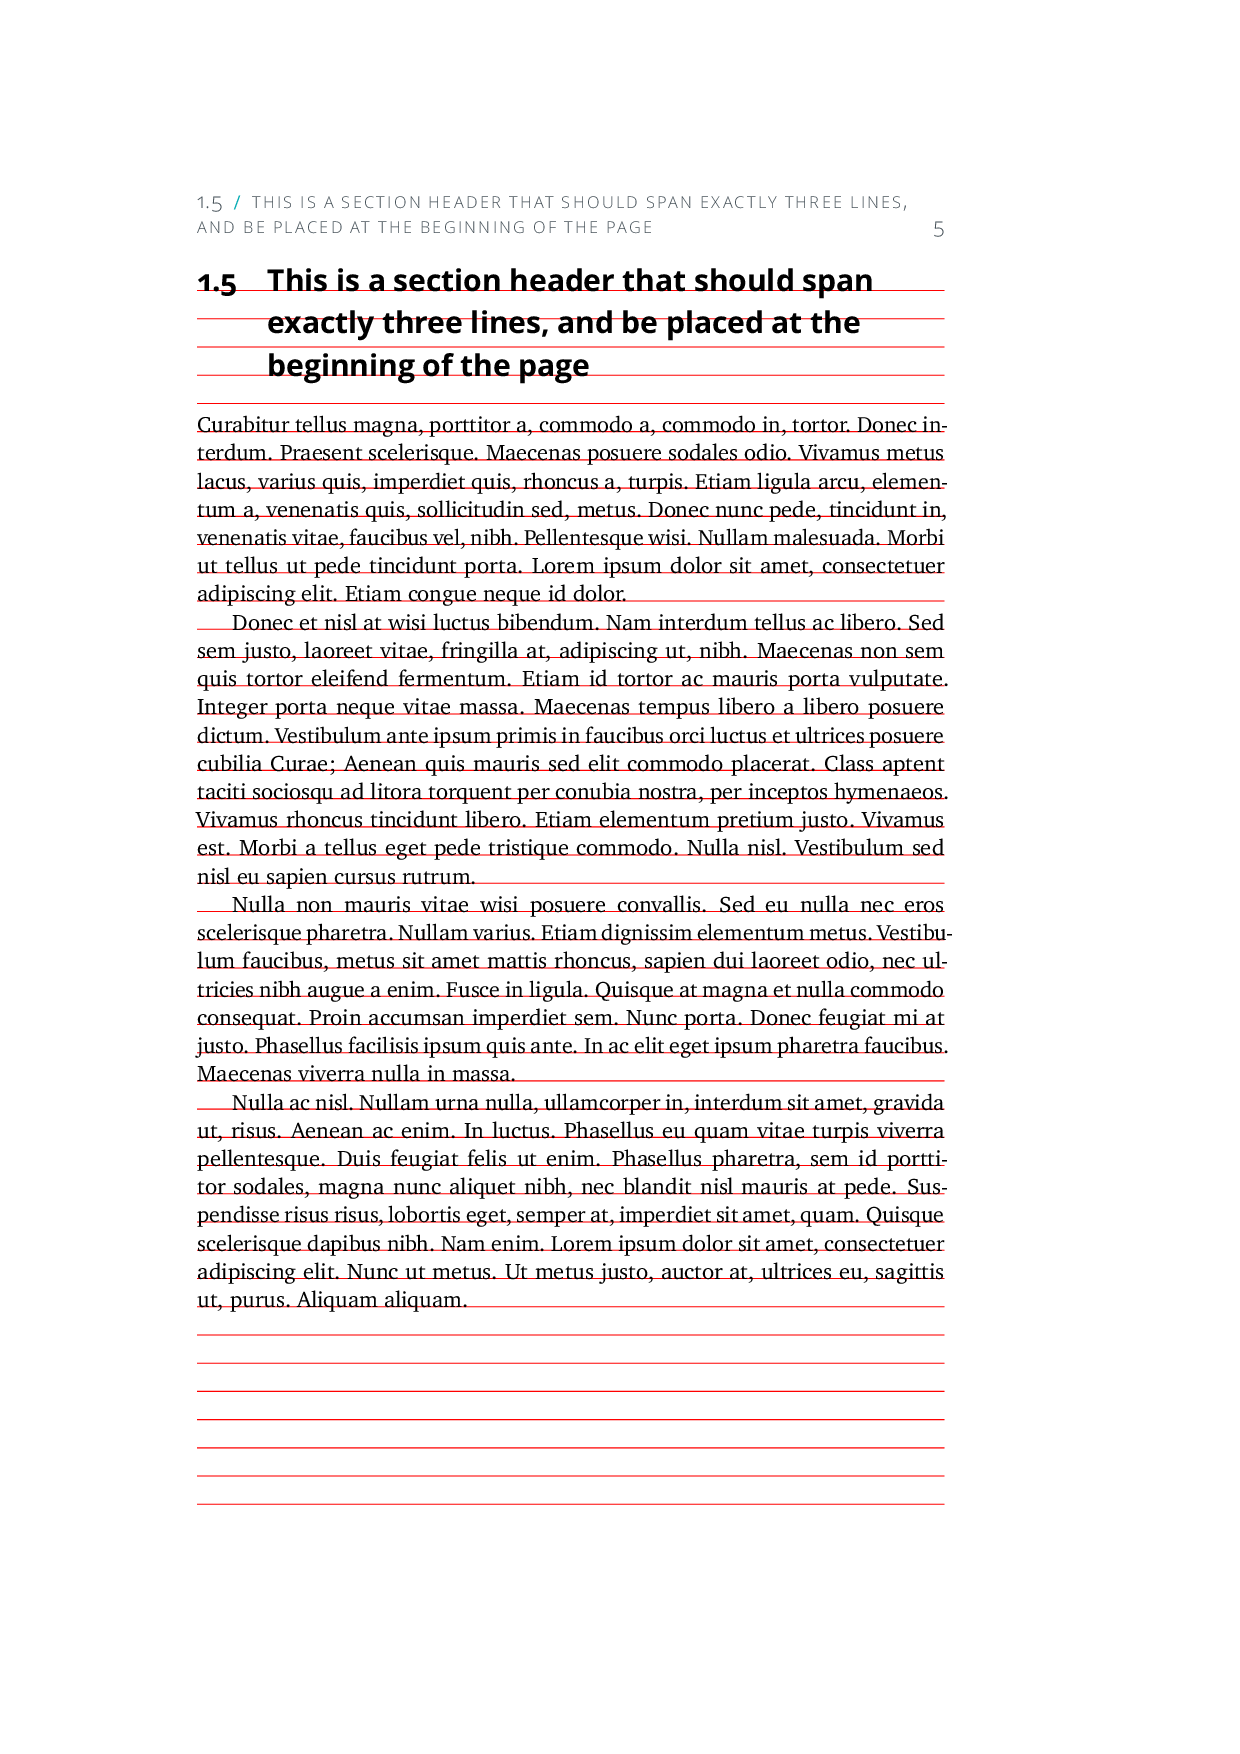 1.5 / THIS IS A SECTION HEADER THAT SHOULD SPAN EXACTLY THREE LINES,
AND BE PLACED AT THE BEGINNING OF THE PAGE 5
1.5 This is a section header that should span
exactly three lines, and be placed at the
beginning of the page
Curabitur tellus magna, porttitor a, commodo a, commodo in, tortor. Donec in-
terdum. Praesent scelerisque. Maecenas posuere sodales odio. Vivamus metus
lacus, varius quis, imperdiet quis, rhoncus a, turpis. Etiam ligula arcu, elemen-
tum a, venenatis quis, sollicitudin sed, metus. Donec nunc pede, tincidunt in,
venenatis vitae, faucibus vel, nibh. Pellentesque wisi. Nullam malesuada. Morbi
ut tellus ut pede tincidunt porta. Lorem ipsum dolor sit amet, consectetuer
adipiscing elit. Etiam congue neque id dolor.
Donec et nisl at wisi luctus bibendum. Nam interdum tellus ac libero. Sed
sem justo, laoreet vitae, fringilla at, adipiscing ut, nibh. Maecenas non sem
quis tortor eleifend fermentum. Etiam id tortor ac mauris porta vulputate.
Integer porta neque vitae massa. Maecenas tempus libero a libero posuere
dictum. Vestibulum ante ipsum primis in faucibus orci luctus et ultrices posuere
cubilia Curae; Aenean quis mauris sed elit commodo placerat. Class aptent
taciti sociosqu ad litora torquent per conubia nostra, per inceptos hymenaeos.
Vivamus rhoncus tincidunt libero. Etiam elementum pretium justo. Vivamus
est. Morbi a tellus eget pede tristique commodo. Nulla nisl. Vestibulum sed
nisl eu sapien cursus rutrum.
Nulla non mauris vitae wisi posuere convallis. Sed eu nulla nec eros
scelerisque pharetra. Nullam varius. Etiam dignissim elementum metus. Vestibu-
lum faucibus, metus sit amet mattis rhoncus, sapien dui laoreet odio, nec ul-
tricies nibh augue a enim. Fusce in ligula. Quisque at magna et nulla commodo
consequat. Proin accumsan imperdiet sem. Nunc porta. Donec feugiat mi at
justo. Phasellus facilisis ipsum quis ante. In ac elit eget ipsum pharetra faucibus.
Maecenas viverra nulla in massa.
Nulla ac nisl. Nullam urna nulla, ullamcorper in, interdum sit amet, gravida
ut, risus. Aenean ac enim. In luctus. Phasellus eu quam vitae turpis viverra
pellentesque. Duis feugiat felis ut enim. Phasellus pharetra, sem id portti-
tor sodales, magna nunc aliquet nibh, nec blandit nisl mauris at pede. Sus-
pendisse risus risus, lobortis eget, semper at, imperdiet sit amet, quam. Quisque
scelerisque dapibus nibh. Nam enim. Lorem ipsum dolor sit amet, consectetuer
adipiscing elit. Nunc ut metus. Ut metus justo, auctor at, ultrices eu, sagittis
ut, purus. Aliquam aliquam.